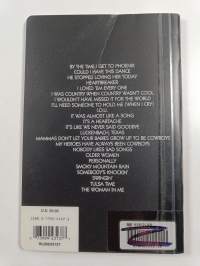 BY THE TIME I GET TO PHOENIX
COULD I HAVE THIS DANCE
HE STOPPED LOVING HER TODAY
HEARTBREAKER
I LOVED 'EM EVERY ONE
I WAS COUNTRY WHEN COUNTRY WASN'T COOL
I WOULDN'T HAVE MISSED IT FOR THE WORLD
I'LL NEED SOMEONE TO HOLD ME (WHEN I CRY)
I.O.U.
IT WAS ALMOST LIKE A SONG
IT'S A HEARTACHE
IT'S LIKE WE NEVER SAID GOODBYE
LUCKENBACH, TEXAS
MAMMAS DON'T LET YOUR BABIES GROW UP TO BE COWBOYS
MY HEROES HAVE ALWAYS BEEN COWBOYS
NOBODY LIKES SAD SONGS
OLDER WOMEN
PERSONALLY
SMOKY MOUNTAIN RAIN
SOMEBODY'S KNOCKIN'
SWINGIN'
TULSA TIME
THE WOMAN IN ME